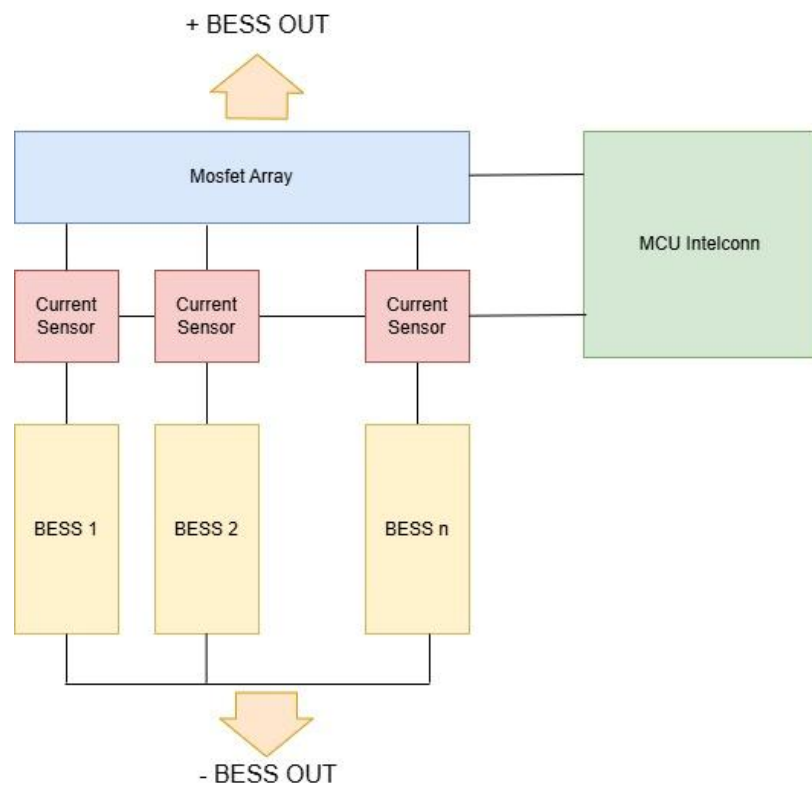 + BESS OUT
Mosfet Array
MCU Intelconn
Current
Sensor
Current
Sensor
Current
Sensor
BESS 1
BESS 2
BESS n
- BESS OUT